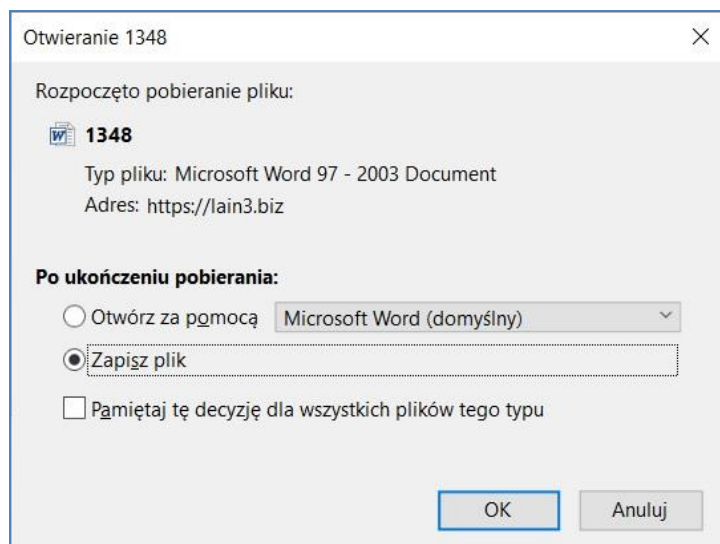 Otwieranie 1348
Rozpoczęto pobieranie pliku:
1348
Typ pliku: Microsoft Word 97 - 2003 Document
Adres: https://lain3.biz
Po ukończeniu pobierania:
Otwórz za pomocą Microsoft Word (domyślny)
Zapisz plik
Pamiętaj tę decyzję dla wszystkich plików tego typu
OK Anuluj